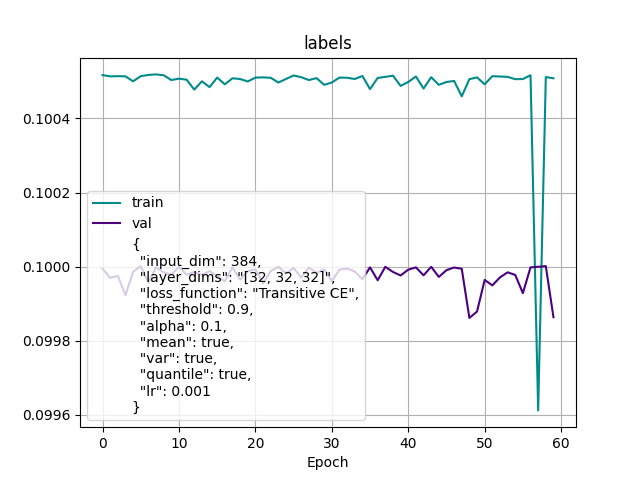 labels
0.1004
0.1002
0.1000
0.0998
0.0996
train
val
{
"input_dim": 384,
"layer_dims": "[32, 32, 32]",
"loss_function": "Transitive CE",
"threshold": 0.9,
"alpha": 0.1,
"mean": true,
"var": true,
"quantile": true,
"lr": 0.001
}
0 10 20 30 40 50 60
Epoch